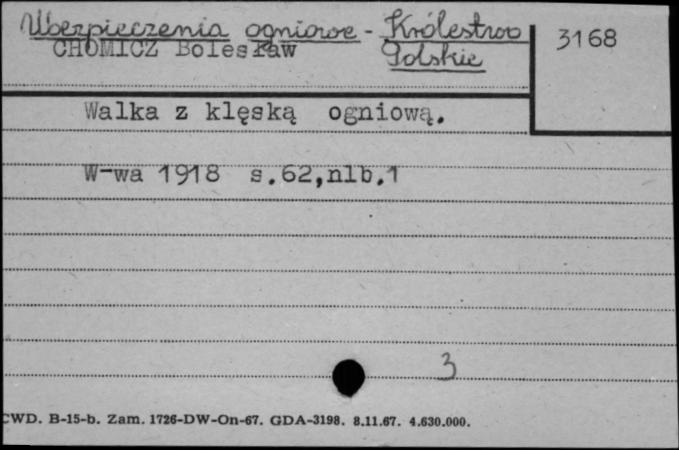 Ubezpieczenia ogniowe - Królestwo
Polskie
3168
CHOMICZ Bolesław
Walka z klęską ogniową.
W-wa 1918 s.62,nlb.1
3
CWD. B-15-b. Zam. 1726-DW-On-67. GDA-3198. 8.11.67. 4.630.000.